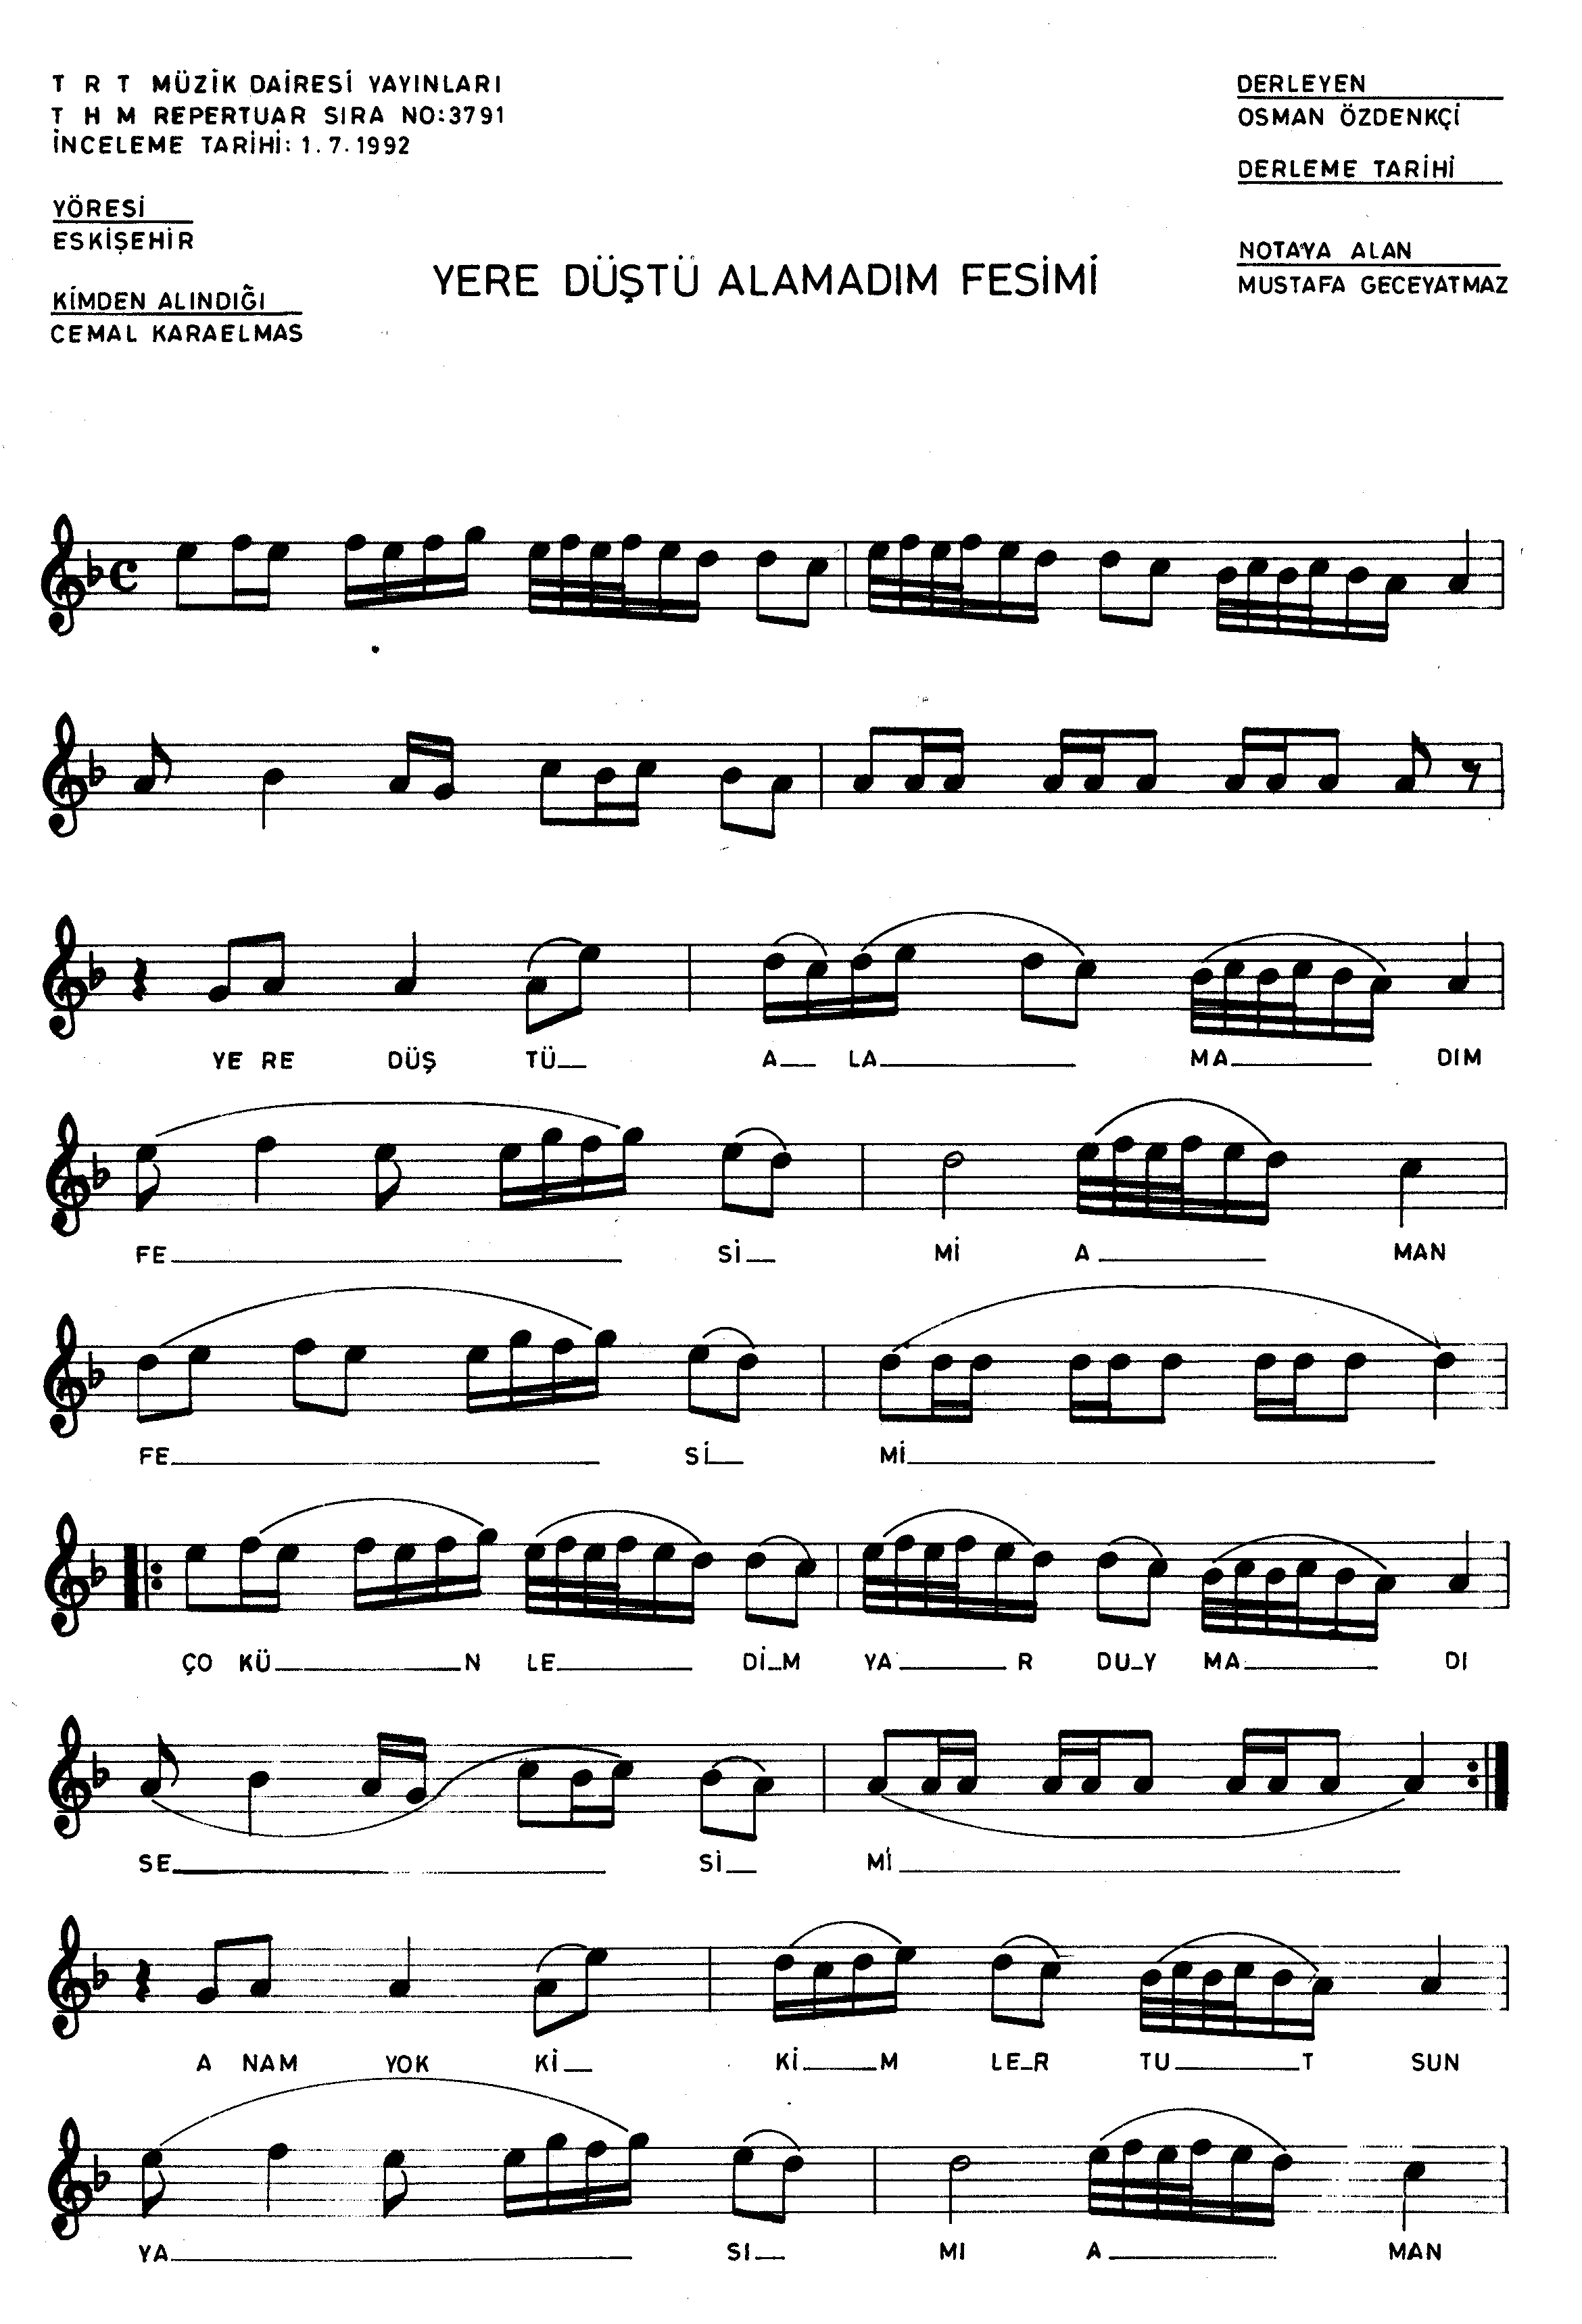 T R T MÜZİK DAİRESİ YAYINLARI
T H M REPERTUAR SIRA NO:3791
İNCELEME TARİHİ: 1.7.1992
YÖRESİ
ESKİŞEHİR
KİMDEN ALINDIĞI
CEMAL KARAELMAS
DERLEYEN
OSMAN ÖZDENKÇİ
DERLEME TARİHİ
NOTAYA ALAN
MUSTAFA GECEYATMAZ
YERE DÜŞTÜ ALAMADIM FESİMİ
YE RE DÜŞ TÜ_ A_ LA_ MA_ DIM
FE_ Sİ_ Mİ A_ MAN
FE_ Sİ_ Mİ_
ÇO KÜ_N LE_ Dİ_M YA_R DU_Y MA_ DI
SE_ Sİ_ Mİ_
A NAM YOK Kİ_ Kİ_M LE_R TU_T SUN
YA_ SI_ MI A_ MAN